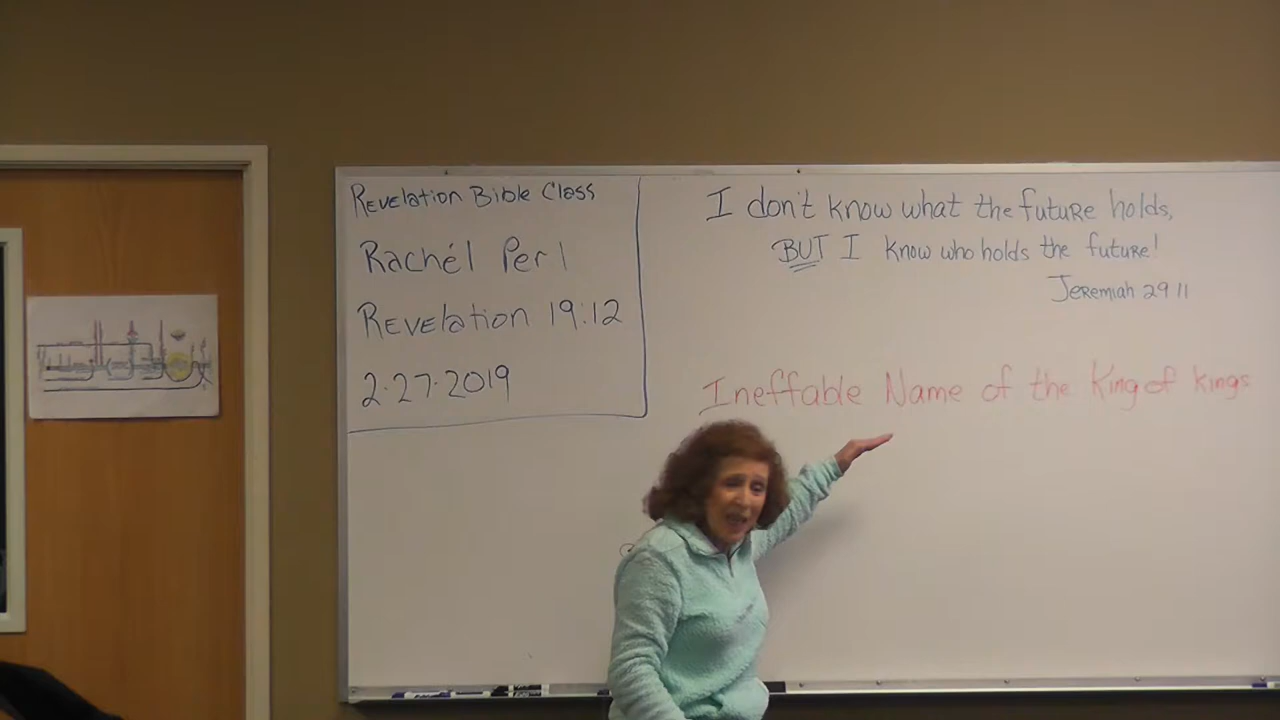 Revelation Bible Class
Rachél Perl
Revelation 19:12
2·27·2019
I don't know what the future holds,
BUT I know who holds the future!
Jeremiah 29 11
Ineffable Name of the King of kings